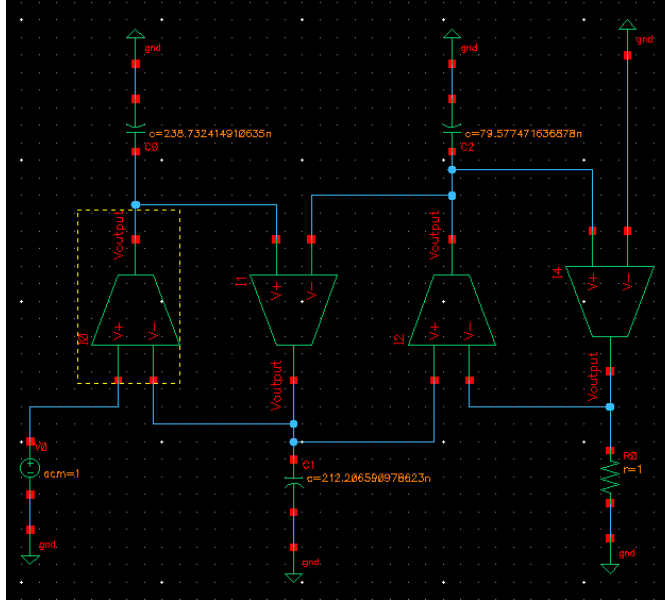 gnd
gnd
gnd
c=238.732414910635n
C0
c=79.577471636878n
C2
Voutput
I1
V+
V-
Voutput
I4
V+
V-
I0
V+
V-
I2
V+
V-
Voutput
Voutput
V0
acm=1
C1
c=212.206590978623n
R0
r=1
gnd
gnd
gnd